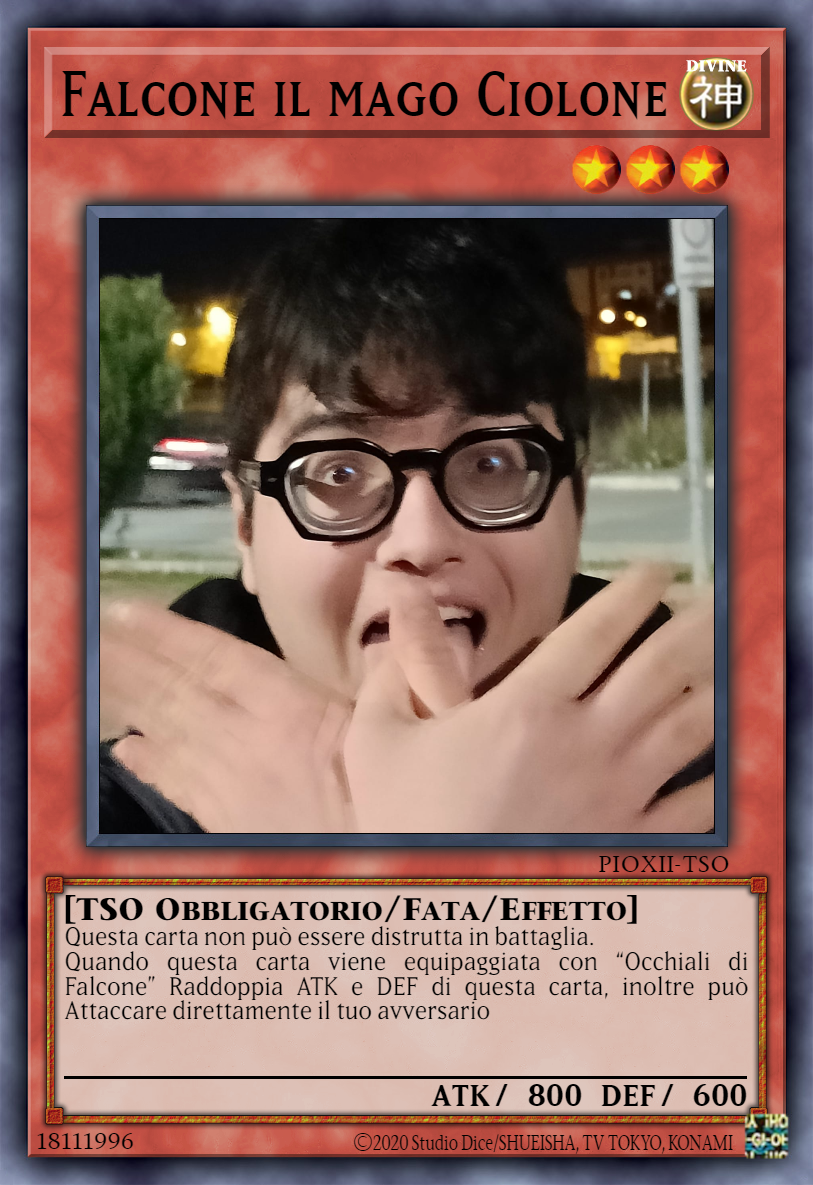 Falcone il mago Ciolone
DIVINE
神
PIOXII-TSO
[TSO Obbligatorio/Fata/Effetto]
Questa carta non può essere distrutta in battaglia.
Quando questa carta viene equipaggiata con “Occhiali di
Falcone” Raddoppia ATK e DEF di questa carta, inoltre può
Attaccare direttamente il tuo avversario
ATK/ 800 DEF/ 600
18111996
©2020 Studio Dice/SHUEISHA, TV TOKYO, KONAMI